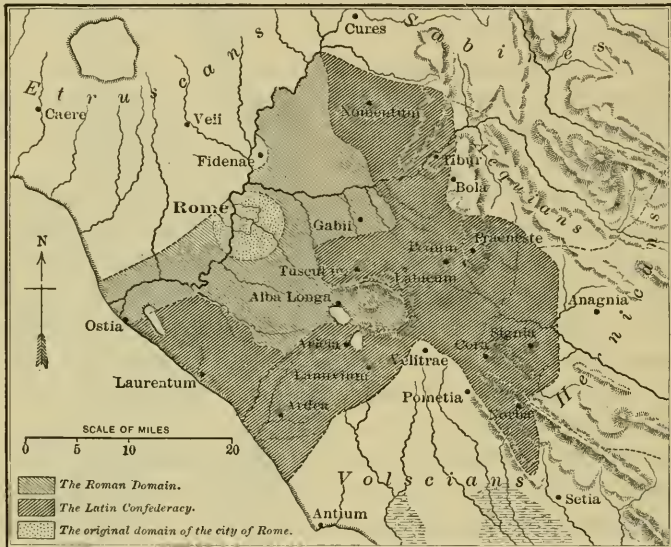 Cures
Sabines
Etruscans
Caere
Veii
Nomentum
Fidenae
Tibur
Aequians
Bola
Rome
Gabii
Praeneste
Pedum
Tusculum
Labicum
N
Alba Longa
Anagnia
Ostia
Aricia
Signia
Cora
Velitrae
Lanuvium
Hernicans
Laurentum
Pometia
Norba
Ardea
SCALE OF MILES
0 5 10 20
Volscians
Setia
The Roman Domain.
The Latin Confederacy.
The original domain of the city of Rome.
Antium